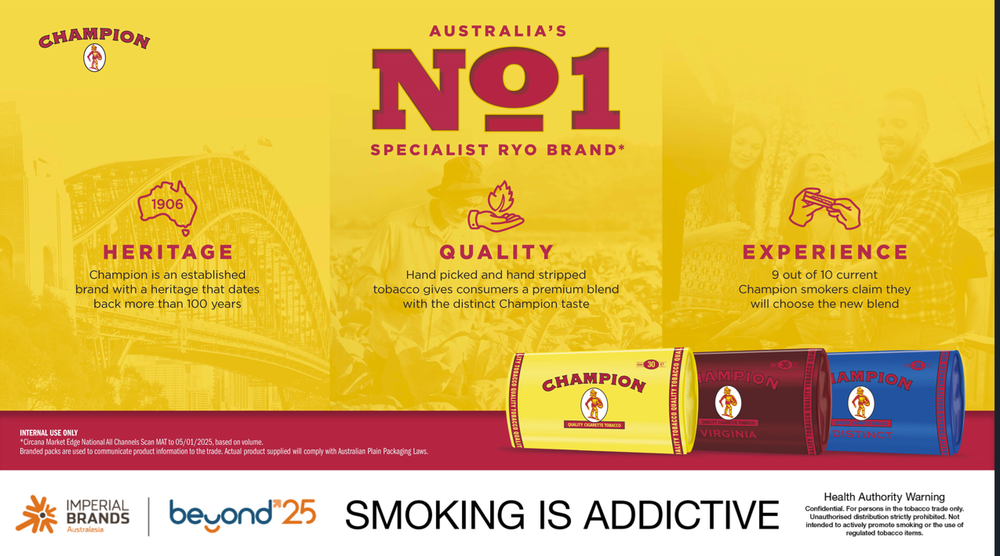 CHAMPION
AUSTRALIA'S
Nº1
SPECIALIST RYO BRAND*
1906
HERITAGE
Champion is an established
brand with a heritage that dates
back more than 100 years
QUALITY
Hand picked and hand stripped
tobacco gives consumers a premium blend
with the distinct Champion taste
EXPERIENCE
9 out of 10 current
Champion smokers claim they
will choose the new blend
30
CHAMPION
QUALITY CIGARETTE TOBACCO
QUALITY TOBACCO
30
HAMPION
QUALITY CIGARETTE TOBACCO
VIRGINIA
QUALITY TOBACCO
AMPION
DISTINCT
INTERNAL USE ONLY
*Circana Market Edge National All Channels Scan MAT to 05/01/2025, based on volume.
Branded packs are used to communicate product information to the trade. Actual product supplied will comply with Australian Plain Packaging Laws.
IMPERIAL
BRANDS
Australasia
beyond 25
SMOKING IS ADDICTIVE
Health Authority Warning
Confidential. For persons in the tobacco trade only.
Unauthorised distribution strictly prohibited. Not
intended to actively promote smoking or the use of
regulated tobacco items.